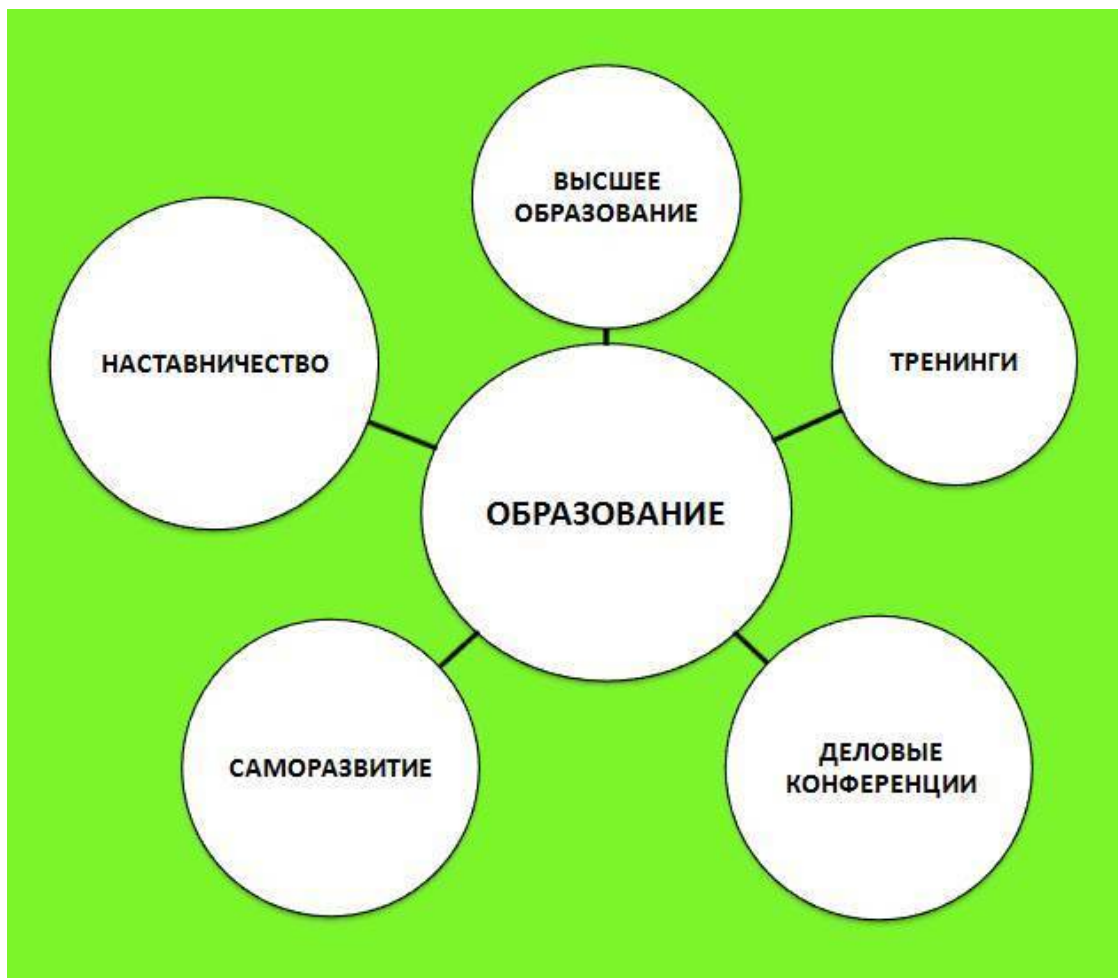 ВЫСШЕЕ
ОБРАЗОВАНИЕ
НАСТАВНИЧЕСТВО
ТРЕНИНГИ
ОБРАЗОВАНИЕ
САМОРАЗВИТИЕ
ДЕЛОВЫЕ
КОНФЕРЕНЦИИ